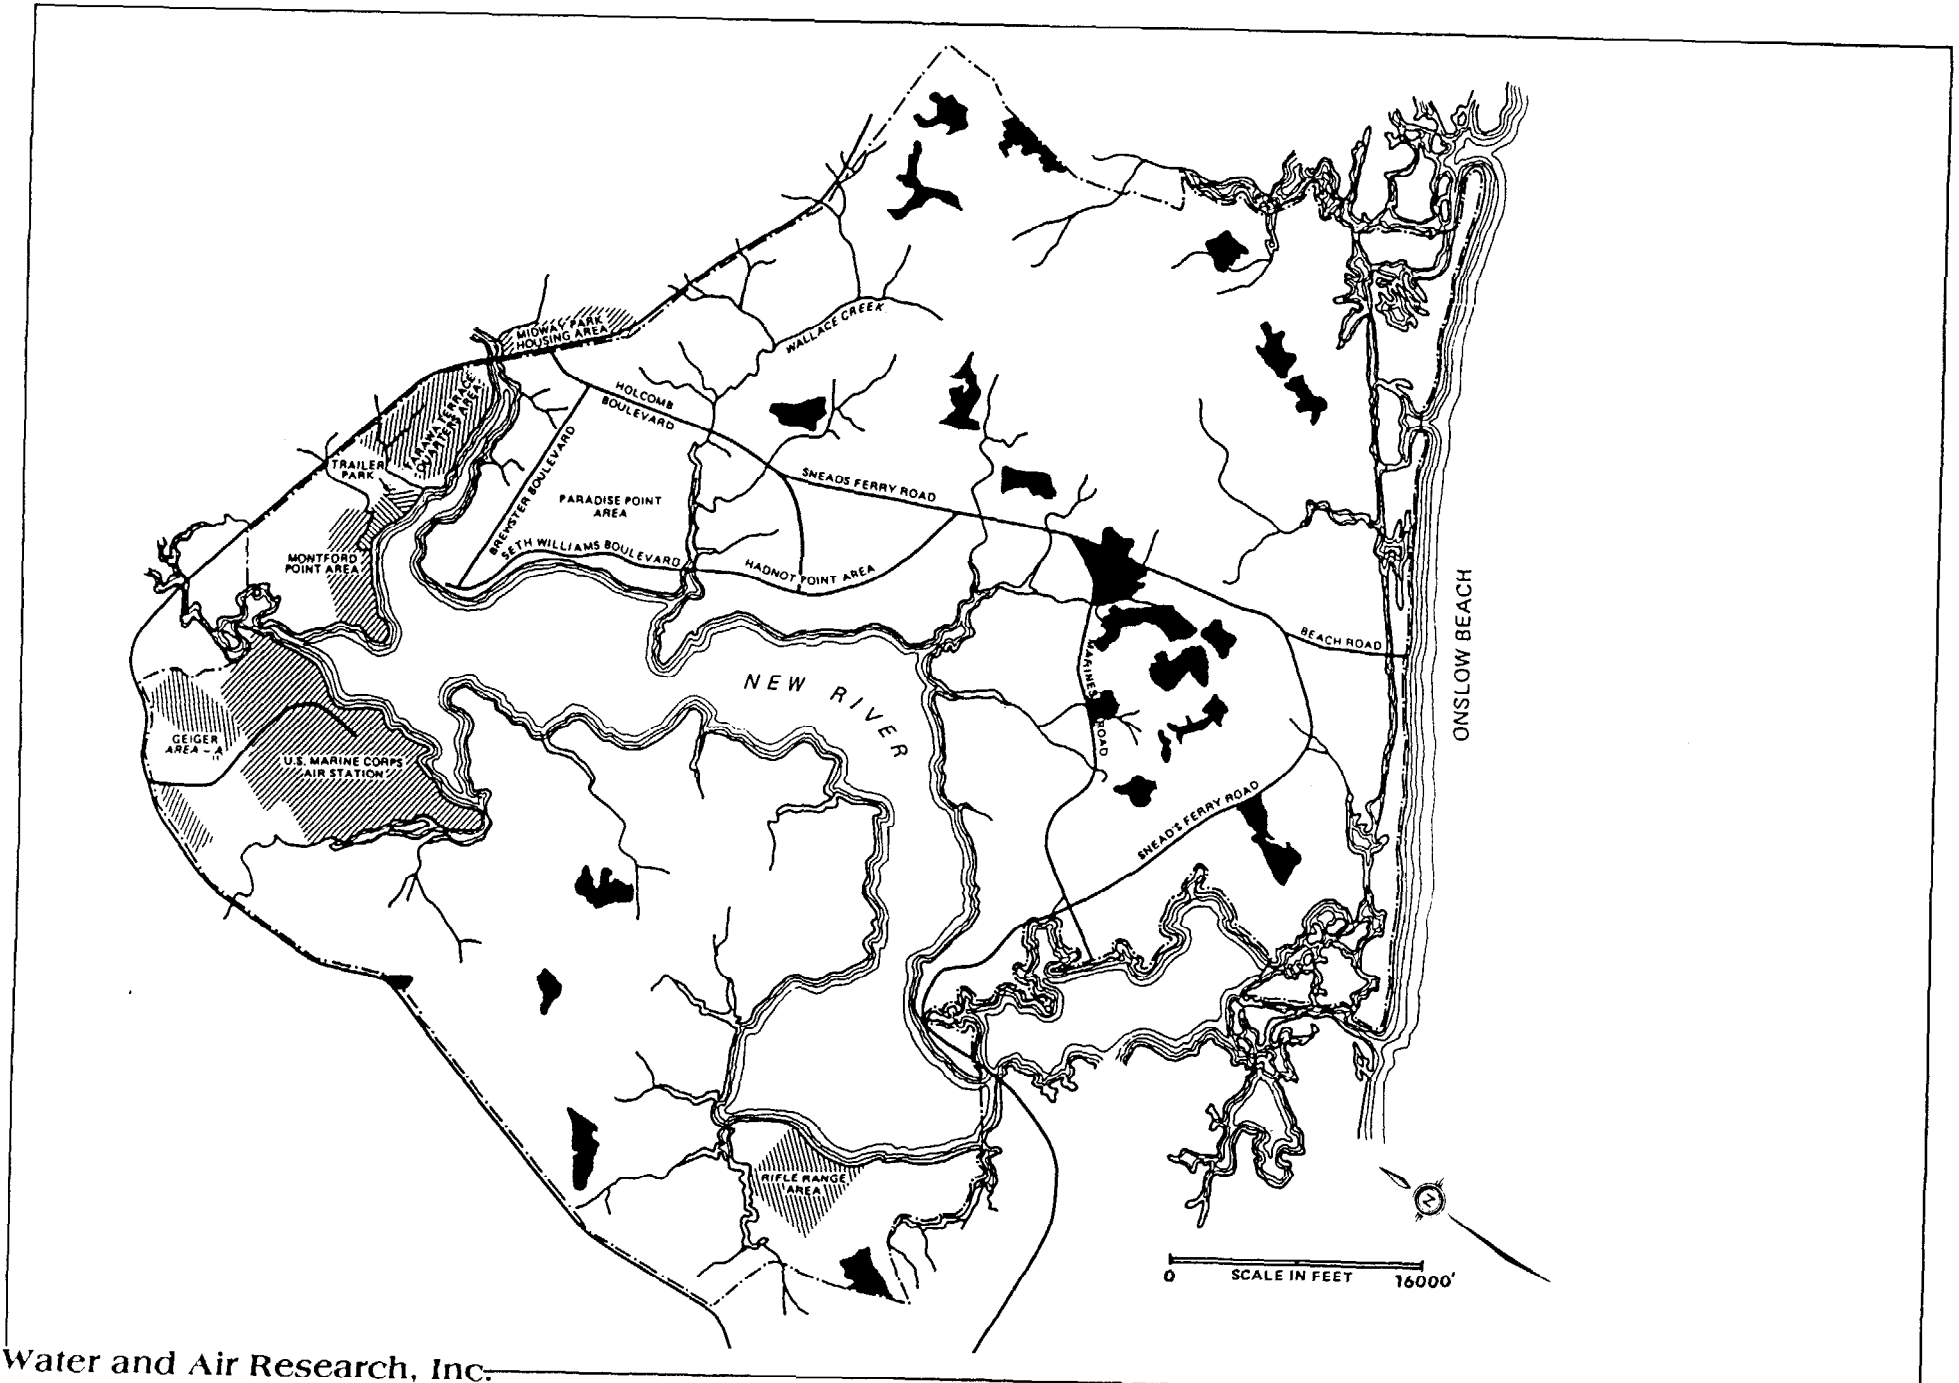 MIDWAY PARK
HOUSING AREA
WALLACE CREEK
HOLCOMB
BOULEVARD
TARAWA TERRACE
QUARTERS AREA
TRAILER
PARK
BREWSTER BOULEVARD
SNEADS FERRY ROAD
PARADISE POINT
AREA
SETH WILLIAMS BOULEVARD
HADNOT POINT AREA
MONTFORD
POINT AREA
BEACH ROAD
ONSLOW BEACH
MARINES ROAD
NEW RIVER
GEIGER
AREA - A
U.S. MARINE CORPS
AIR STATION
SNEAD'S FERRY ROAD
RIFLE RANGE
AREA
N
0 SCALE IN FEET 16000'
Water and Air Research, Inc.